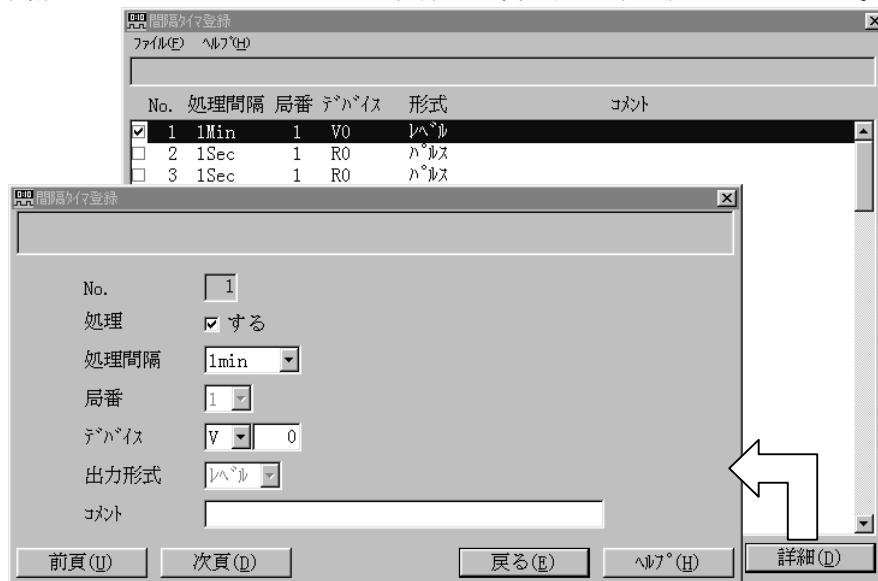 間隔ﾀｲﾏ登録
ﾌｧｲﾙ(F) ﾍﾙﾌﾟ(H)
No. 処理間隔 局番 ﾃﾞﾊﾞｲｽ 形式 ｺﾒﾝﾄ
1 1Min 1 V0 ﾚﾍﾞﾙ
2 1Sec 1 R0 ﾊﾟﾙｽ
3 1Sec 1 R0 ﾊﾟﾙｽ
間隔ﾀｲﾏ登録
No. 1
処理 する
処理間隔 1min
局番 1
ﾃﾞﾊﾞｲｽ V 0
出力形式 ﾚﾍﾞﾙ
ｺﾒﾝﾄ
前頁(U) 次頁(D) 戻る(E) ﾍﾙﾌﾟ(H) 詳細(D)